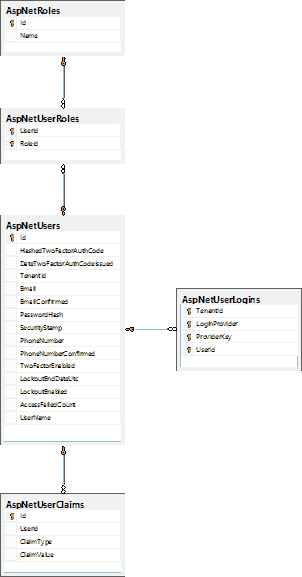 AspNetRoles
Id
Name
AspNetUserRoles
UserId
RoleId
AspNetUsers
Id
HashedTwoFactorAuthCode
DateTwoFactorAuthCodeIssued
TenantId
Email
EmailConfirmed
PasswordHash
SecurityStamp
PhoneNumber
PhoneNumberConfirmed
TwoFactorEnabled
LockoutEndDateUtc
LockoutEnabled
AccessFailedCount
UserName
AspNetUserLogins
TenantId
LoginProvider
ProviderKey
UserId
AspNetUserClaims
Id
UserId
ClaimType
ClaimValue